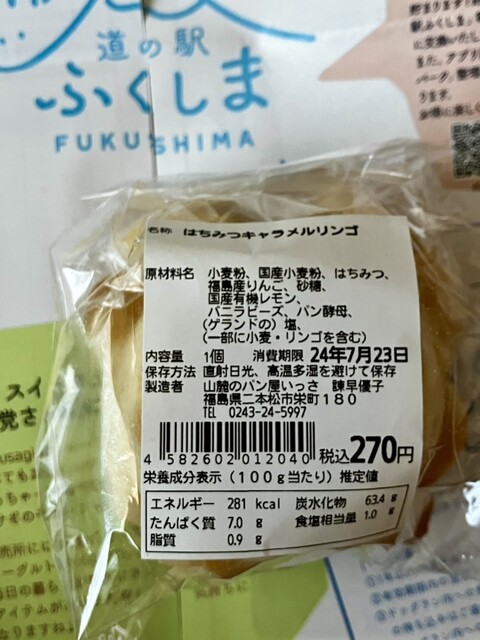 道の駅
ふくしま
FUKUSHIMA
名称 はちみつキャラメルリンゴ
原材料名 小麦粉、国産小麦粉、はちみつ、
福島産りんご、砂糖、
国産有機レモン、
バニラビーズ、パン酵母、
(ゲランドの)塩、
(一部に小麦・リンゴを含む)
内容量 1個 消費期限 24年7月23日
保存方法 直射日光、高温多湿を避けて保存
製造者 山麓のパン屋いっさ 諫早優子
福島県二本松市栄町180
TEL 0243-24-5997
4 582602 012040 税込270円
栄養成分表示(100g当たり)推定値
エネルギー 281 kcal 炭水化物 63.4 g
たんぱく質 7.0 g 食塩相当量 1.0 g
脂質 0.9 g